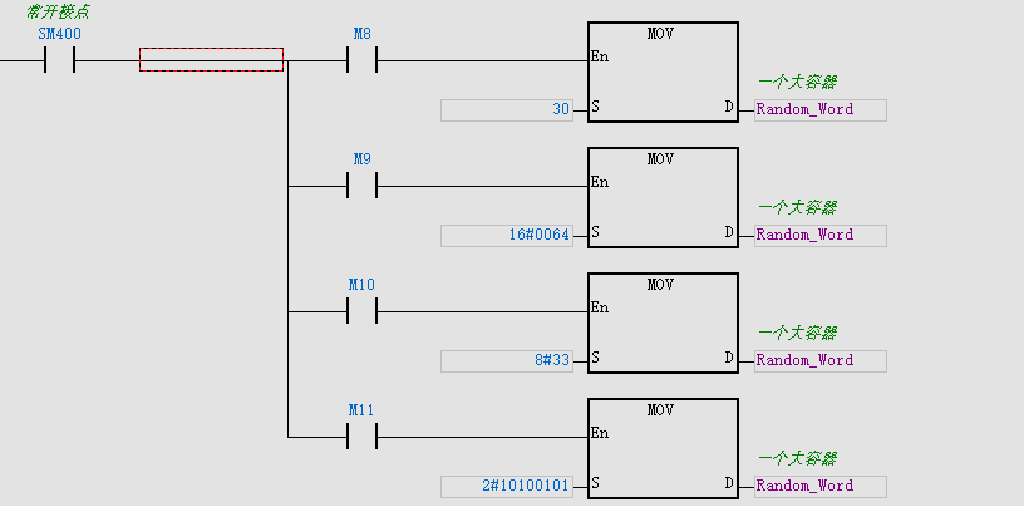 常开接点
SM400
M8
MOV
En
一个大容器
30
S
D
Random_Word
M9
MOV
En
一个大容器
16#0064
S
D
Random_Word
M10
MOV
En
一个大容器
8#33
S
D
Random_Word
M11
MOV
En
一个大容器
2#10100101
S
D
Random_Word